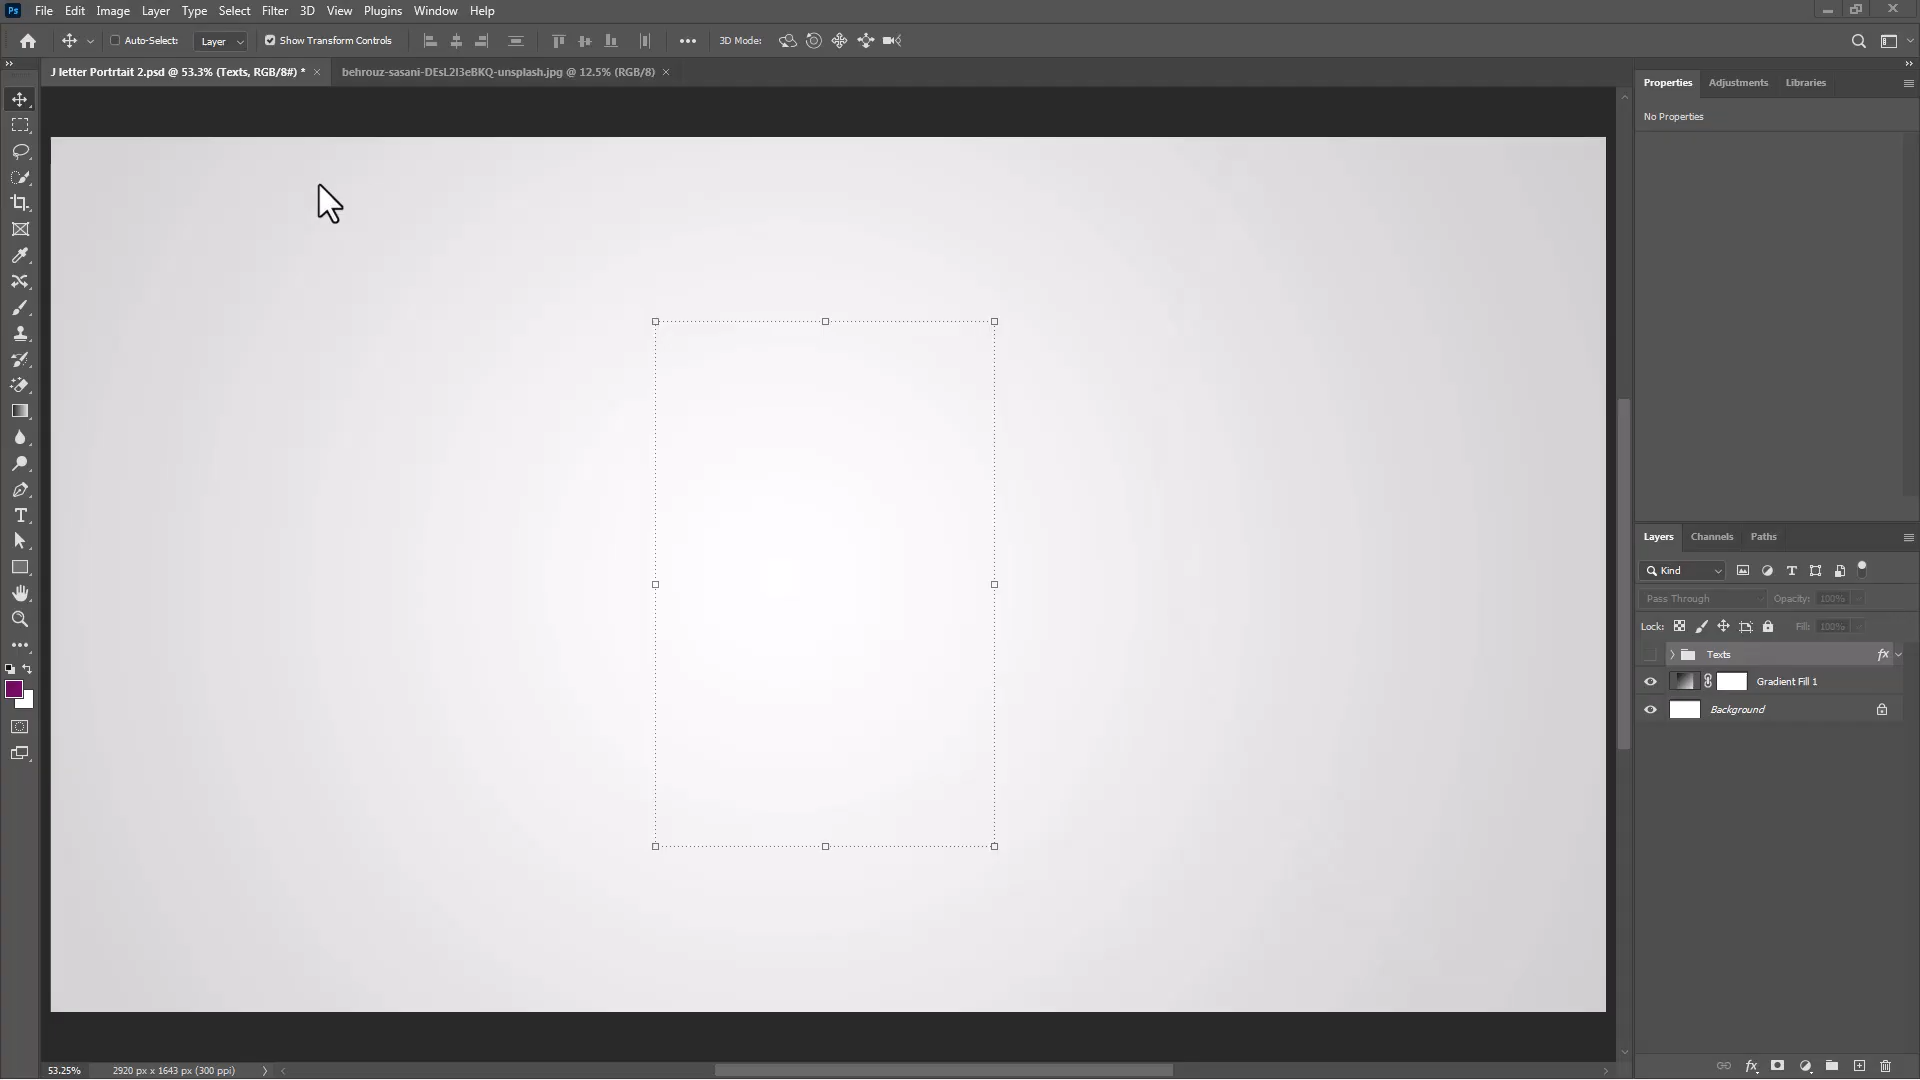 Ps File Edit Image Layer Type Select Filter 3D View Plugins Window Help
Auto-Select: Layer Show Transform Controls 3D Mode:
J letter Portrtait 2.psd @ 53.3% (Texts, RGB/8#) * × behrouz-sasani-DEsL2I3eBKQ-unsplash.jpg @ 12.5% (RGB/8) ×
Properties Adjustments Libraries
No Properties
Layers Channels Paths
Kind
Pass Through Opacity: 100%
Lock: Fill: 100%
Texts fx
Gradient Fill 1
Background
53.25% 2920 px x 1643 px (300 ppi)
fx